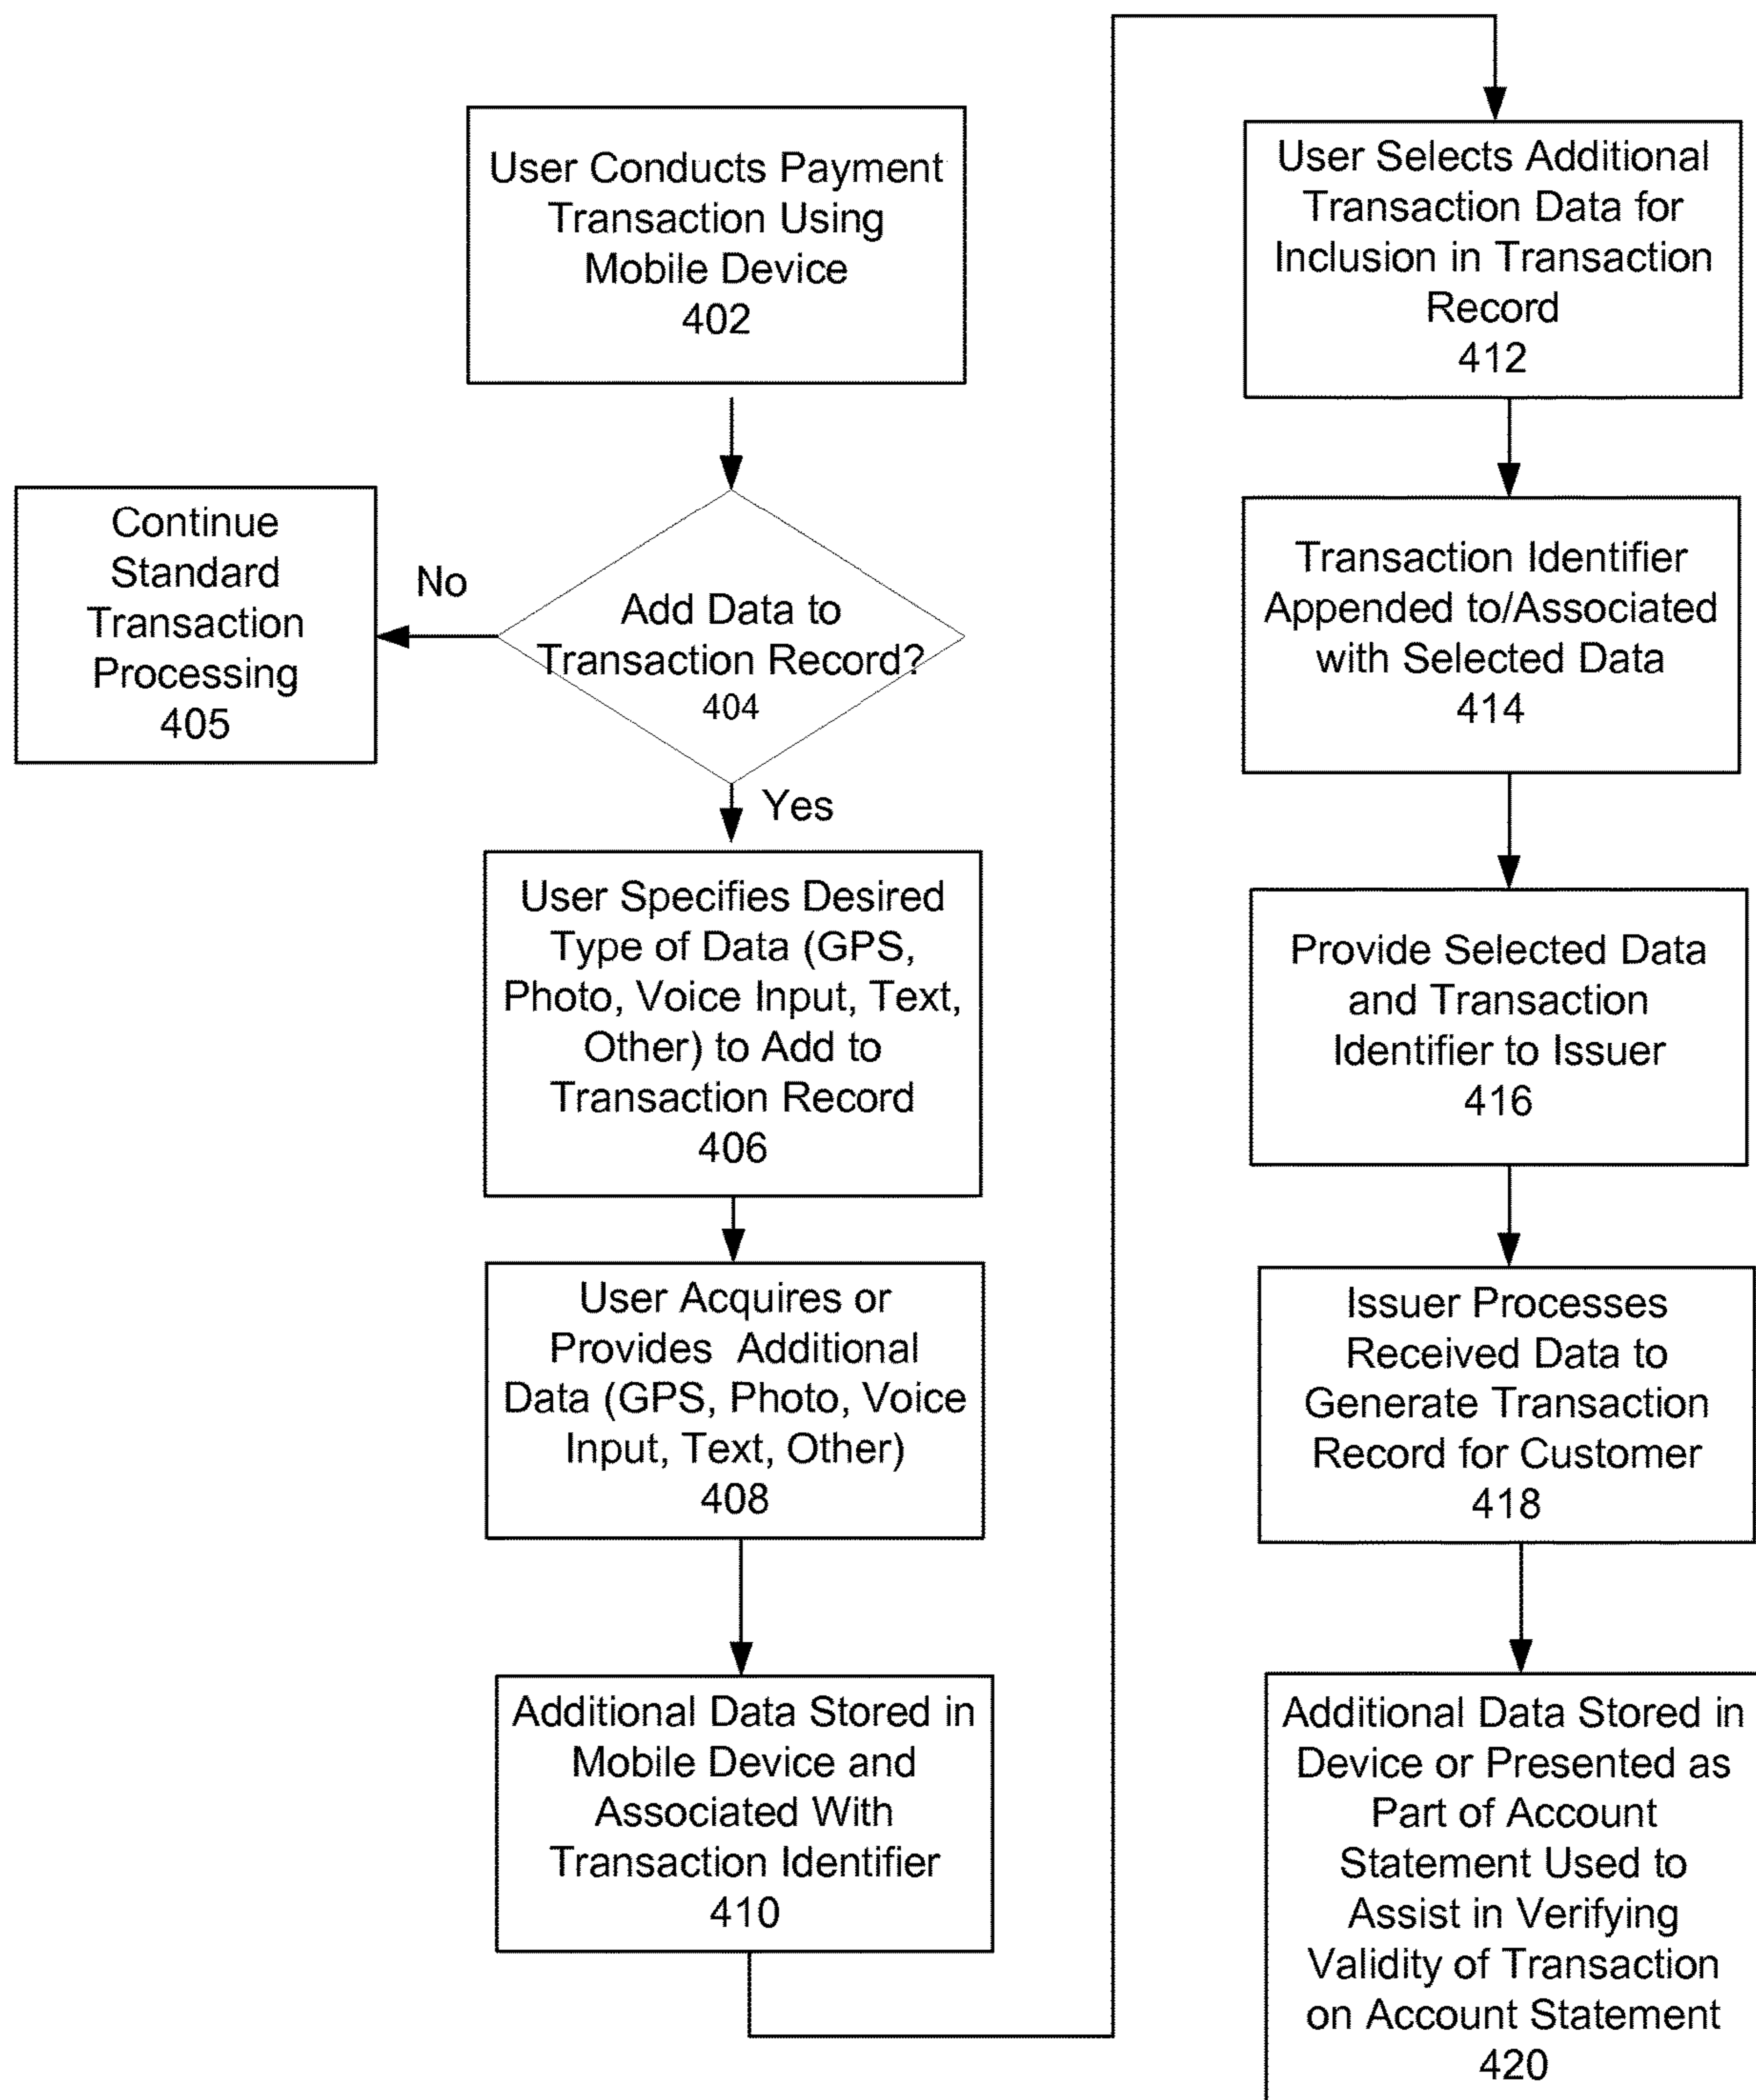 User Conducts Payment
Transaction Using
Mobile Device
402
Add Data to
Transaction Record?
404
No
Continue
Standard
Transaction
Processing
405
Yes
User Specifies Desired
Type of Data (GPS,
Photo, Voice Input, Text,
Other) to Add to
Transaction Record
406
User Acquires or
Provides Additional
Data (GPS, Photo, Voice
Input, Text, Other)
408
Additional Data Stored in
Mobile Device and
Associated With
Transaction Identifier
410
User Selects Additional
Transaction Data for
Inclusion in Transaction
Record
412
Transaction Identifier
Appended to/Associated
with Selected Data
414
Provide Selected Data
and Transaction
Identifier to Issuer
416
Issuer Processes
Received Data to
Generate Transaction
Record for Customer
418
Additional Data Stored in
Device or Presented as
Part of Account
Statement Used to
Assist in Verifying
Validity of Transaction
on Account Statement
420